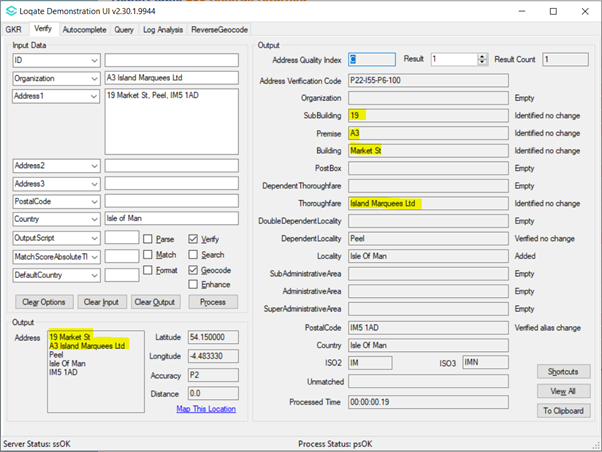 Loqate Demonstration UI v2.30.1.9944
GKR Verify Autocomplete Query Log Analysis ReverseGeocode
Input Data
ID
Organization A3 Island Marquees Ltd
Address1 19 Market St, Peel, IM5 1AD
Address2
Address3
PostalCode
Country Isle of Man
OutputScript Parse Verify
MatchScoreAbsoluteTl Match Search
DefaultCountry Format Geocode
Enhance
Clear Options Clear Input Clear Output Process
Output
Address 19 Market St
A3 Island Marquees Ltd
Peel
Isle Of Man
IM5 1AD
Latitude 54.150000
Longitude -4.483330
Accuracy P2
Distance 0.0
Map This Location
Output
Address Quality Index C Result 1 Result Count 1
Address Verification Code P22-I55-P6-100
Organization Empty
SubBuilding 19 Identified no change
Premise A3 Identified no change
Building Market St Identified no change
PostBox Empty
DependentThoroughfare Empty
Thoroughfare Island Marquees Ltd Identified no change
DoubleDependentLocality Empty
DependentLocality Peel Verified no change
Locality Isle Of Man Added
SubAdministrativeArea Empty
AdministrativeArea Empty
SuperAdministrativeArea Empty
PostalCode IM5 1AD Verified alias change
Country Isle Of Man
ISO2 IM ISO3 IMN
Unmatched
Processed Time 00:00:00.19
Shortcuts
View All
To Clipboard
Server Status: ssOK Process Status: psOK